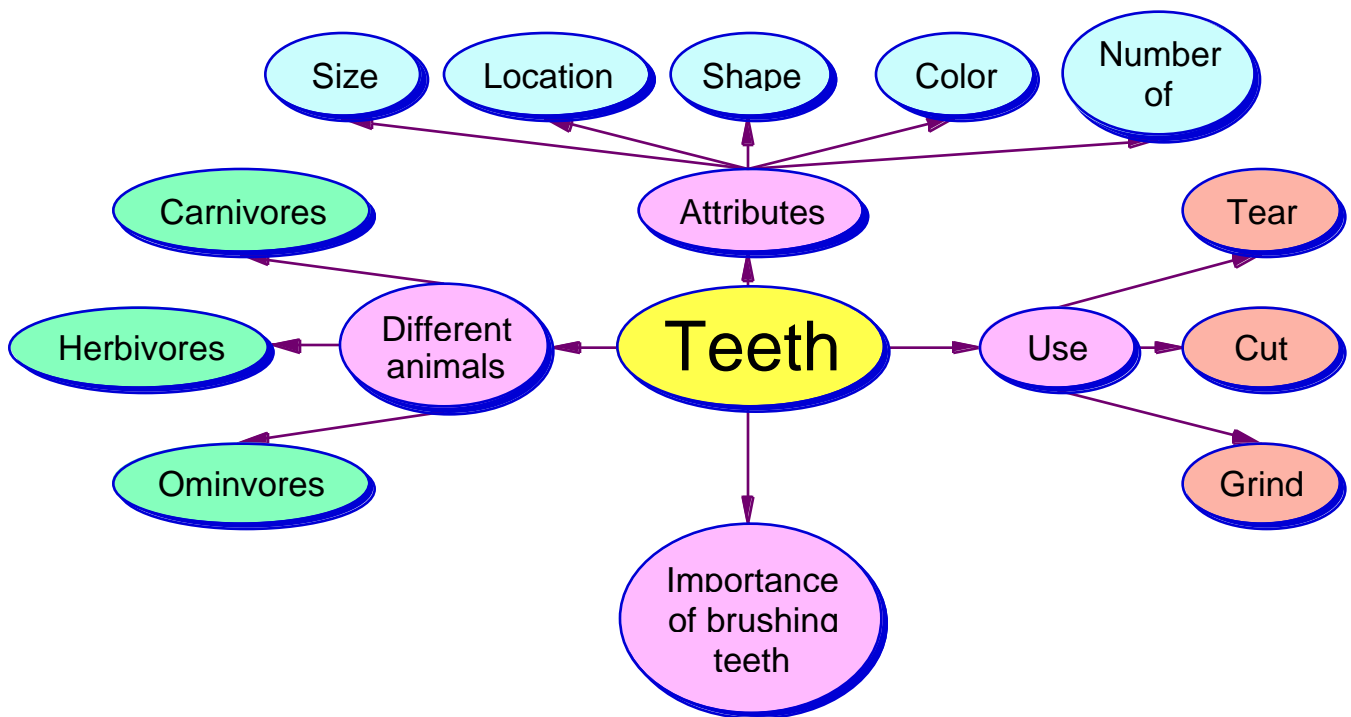 Size
Location
Shape
Color
Number
of
Carnivores
Attributes
Tear
Herbivores
Different
animals
Teeth
Use
Cut
Ominvores
Grind
Importance
of brushing
teeth